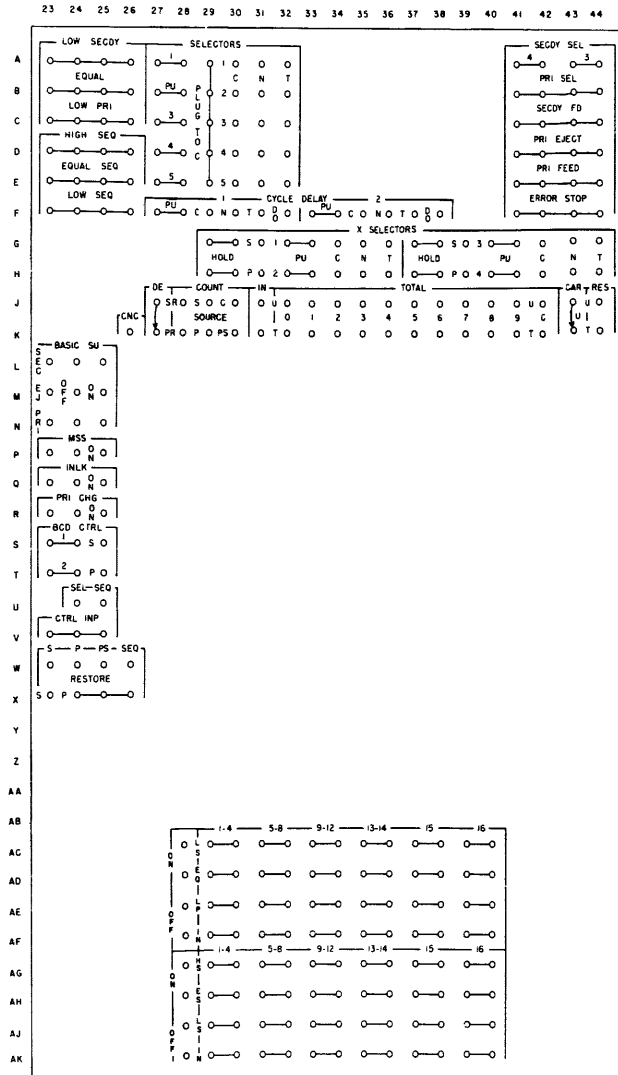 23 24 25 26 27 28 29 30 31 32 33 34 35 36 37 38 39 40 41 42 43 44
LOW SECDY SELECTORS SECDY SEL
A 1 1 C N T 4 3
EQUAL PRI SEL
B PU PLUG TO C 2
LOW PRI SECDY FD
C 3 3
HIGH SEQ PRI EJECT
D 4 4
EQUAL SEQ PRI FEED
E 5 5
LOW SEQ 1 CYCLE DELAY 2 ERROR STOP
F PU C N T DO PU C N T DO
X SELECTORS
G S 1 S 3
HOLD PU C N T HOLD PU C N T
H P 2 P 4
DE COUNT IN TOTAL CAR RES
J SR S C U U U
CNC SOURCE 0 1 2 3 4 5 6 7 8 9 C U I
K PR P PS T T T
BASIC SU
L SEC
M EJ OFF ON
N PRI
MSS
P ON
INLK
Q ON
PRI CHG
R ON
BCD CTRL
S 1 S
T 2 P
SEL-SEQ
U
CTRL INP
V
S P PS SEQ
W
RESTORE
X S P
Y
Z
AA
AB
1-4 5-8 9-12 13-14 15 16
AC ON LS
AD EQ
AE OFF LP
AF IN
1-4 5-8 9-12 13-14 15 16
AG ON HS
AH ES
AJ OFF LS
AK IN